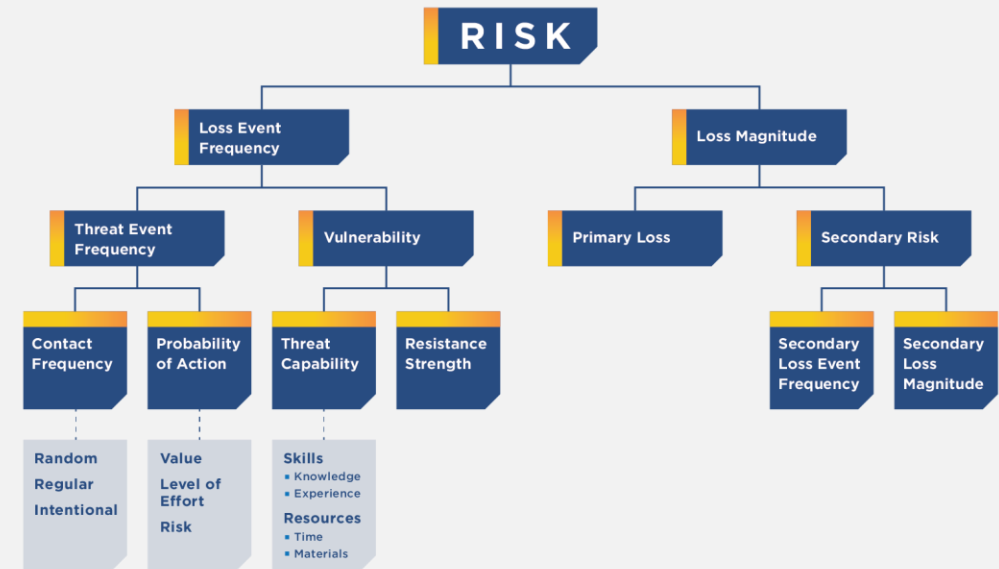 RISK
Loss Event
Frequency
Loss Magnitude
Threat Event
Frequency
Vulnerability
Primary Loss
Secondary Risk
Contact
Frequency
Probability
of Action
Threat
Capability
Resistance
Strength
Secondary
Loss Event
Frequency
Secondary
Loss
Magnitude
Random
Regular
Intentional
Value
Level of
Effort
Risk
Skills
Knowledge
Experience
Resources
Time
Materials